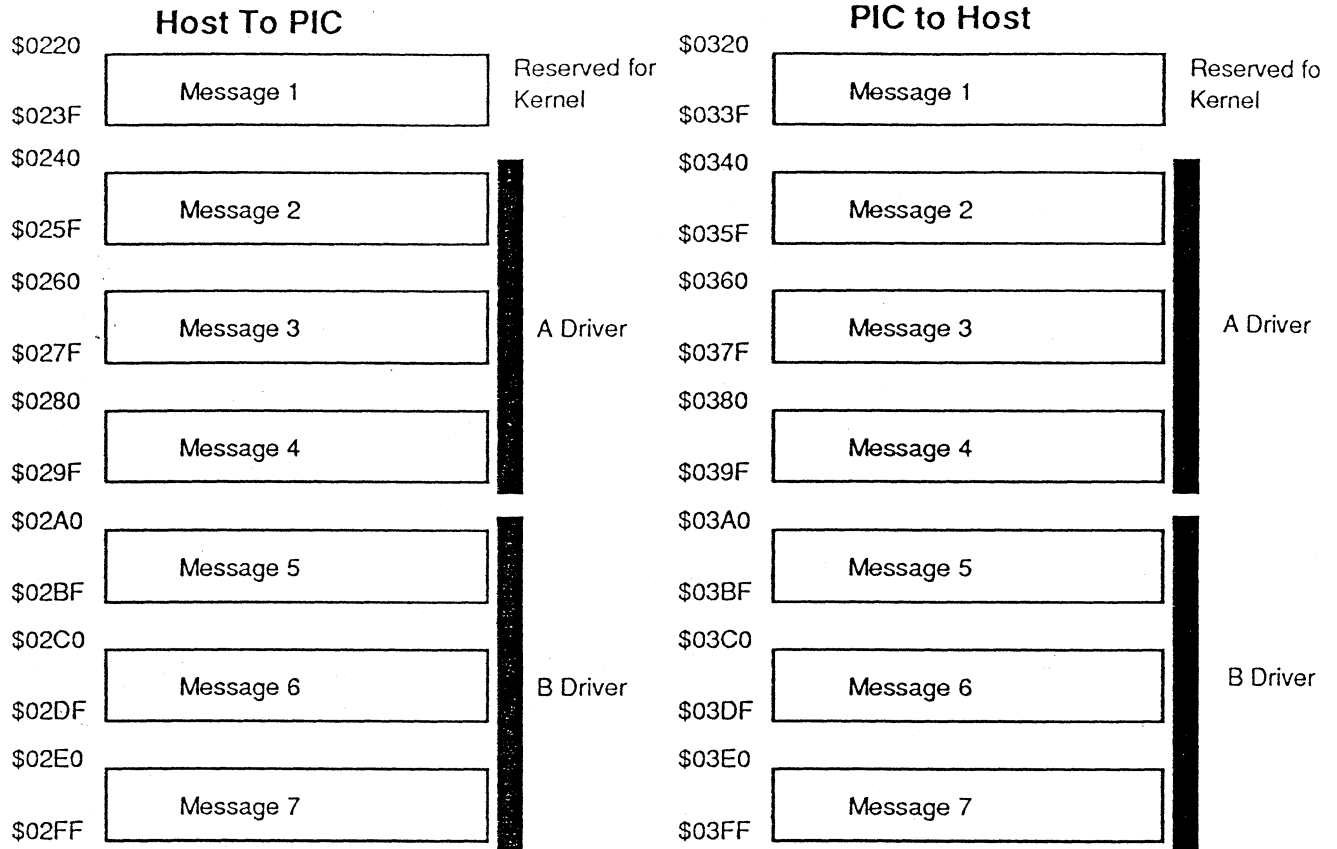 Host To PIC
$0220
Message 1
$023F
Reserved for
Kernel
$0240
Message 2
$025F
$0260
Message 3
$027F
A Driver
$0280
Message 4
$029F
$02A0
Message 5
$02BF
$02C0
Message 6
$02DF
B Driver
$02E0
Message 7
$02FF
PIC to Host
$0320
Message 1
$033F
Reserved fo
Kernel
$0340
Message 2
$035F
$0360
Message 3
$037F
A Driver
$0380
Message 4
$039F
$03A0
Message 5
$03BF
$03C0
Message 6
$03DF
B Driver
$03E0
Message 7
$03FF